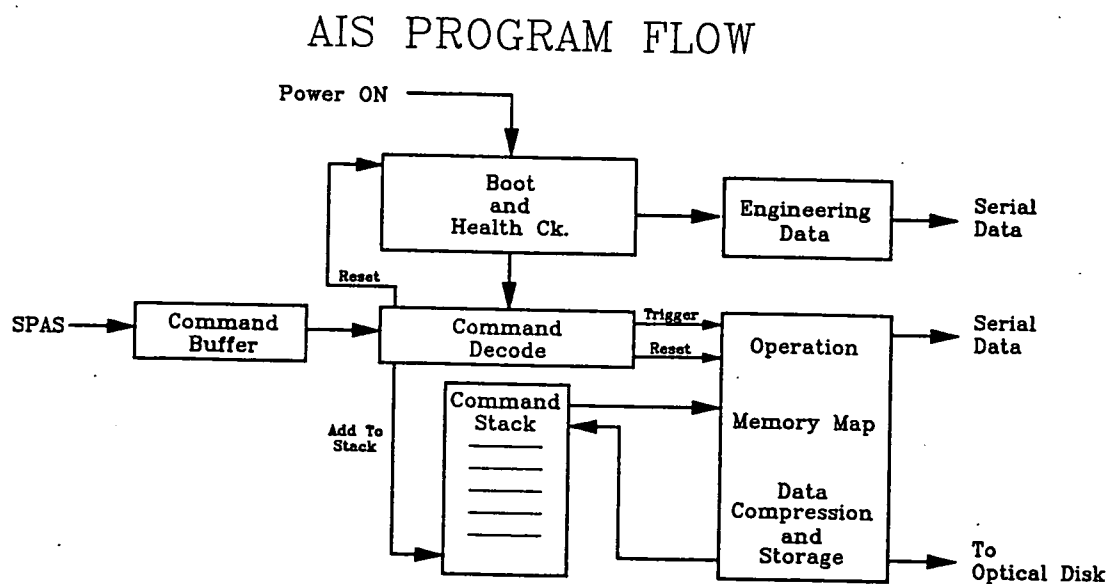 AIS PROGRAM FLOW
Power ON
Boot
and
Health Ck.
Engineering
Data
Serial
Data
Reset
SPAS
Command
Buffer
Command
Decode
Trigger
Reset
Operation
Memory Map
Data
Compression
and
Storage
Serial
Data
Add To
Stack
Command
Stack
To
Optical Disk